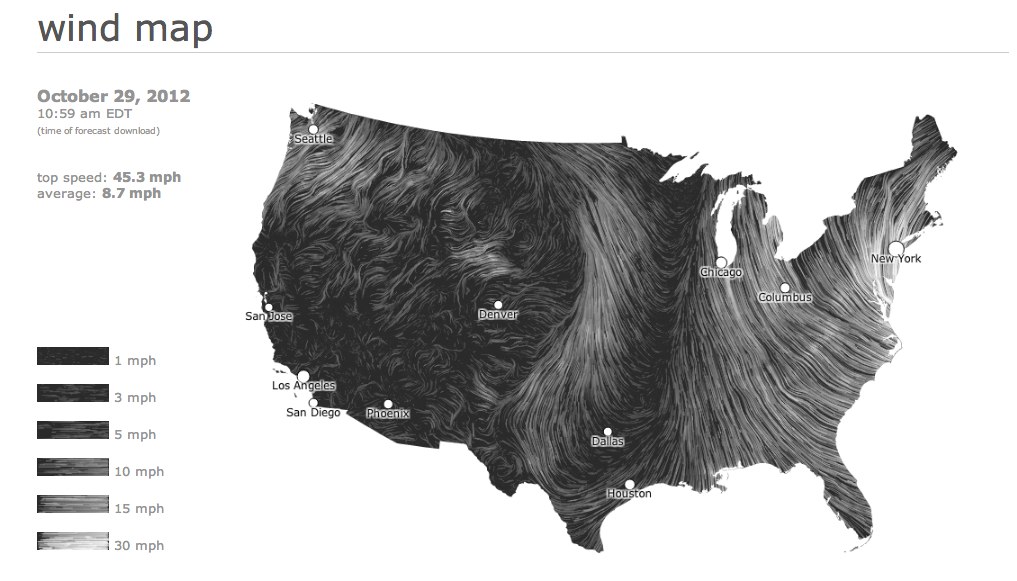 wind map
October 29, 2012
10:59 am EDT
(time of forecast download)
top speed: 45.3 mph
average: 8.7 mph
1 mph
3 mph
5 mph
10 mph
15 mph
30 mph
Seattle
New York
Chicago
Columbus
San Jose
Denver
Los Angeles
San Diego
Phoenix
Dallas
Houston